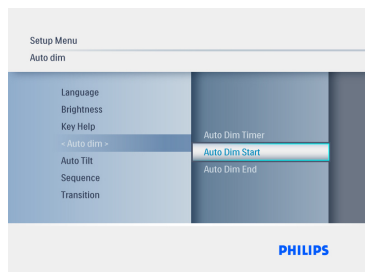 Setup Menu
Auto dim
Language
Brightness
Key Help
« Auto dim »
Auto Tilt
Sequence
Transition
Auto Dim Timer
Auto Dim Start
Auto Dim End
PHILIPS